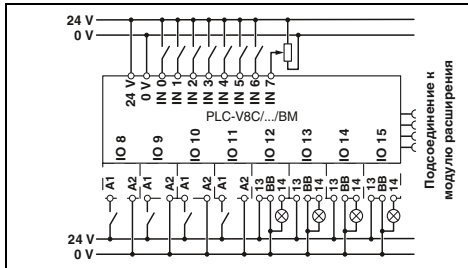 24 V
0 V
24 V
0 V
IN 0
IN 1
IN 2
IN 3
IN 4
IN 5
IN 6
IN 7
PLC-V8C/.../BM
IO 8
IO 9
IO 10
IO 11
IO 12
IO 13
IO 14
IO 15
Подсоединение к
модулю расширения
A1
A2
A1
A2
A1
A2
A1
A2
13
BB
14
13
BB
14
13
BB
14
13
BB
14
24 V
0 V